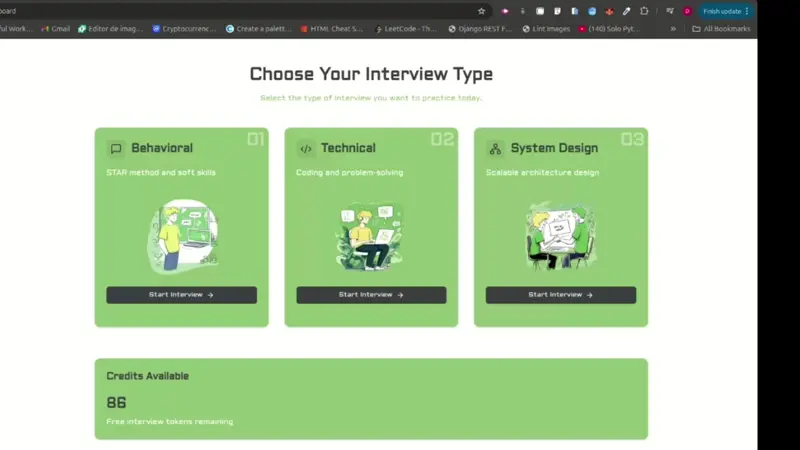 board
Finish update
ful Work...
Gmail
Editor de imag...
Cryptocurrenc...
Create a palett...
HTML Cheat S...
LeetCode - Th...
Django REST F...
Lint Images
(140) Solo Pyt...
»
All Bookmarks
Choose Your Interview Type
Select the type of interview you want to practice today.
01
Behavioral
STAR method and soft skills
Start Interview →
02
Technical
Coding and problem-solving
Start Interview →
03
System Design
Scalable architecture design
Start Interview →
Credits Available
86
Free interview tokens remaining